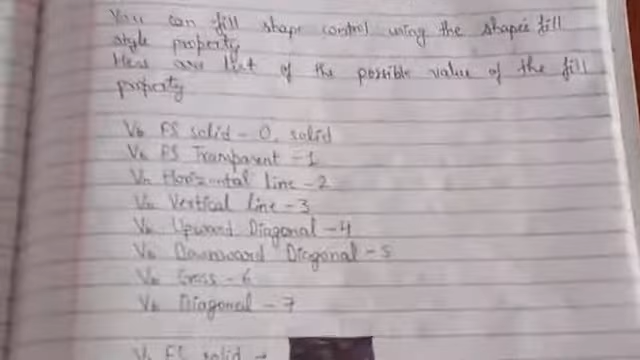 You can fill shape control using the shape's fill
style property
Here are list of the possible value of the fill
property
Vb FS solid - 0, solid
Vb FS Transparent - 1
Vb Horizontal line - 2
Vb Vertical line - 3
Vb Upward Diagonal - 4
Vb Downward Diagonal - 5
Vb Cross - 6
Vb Diagonal - 7
Vb FS solid -